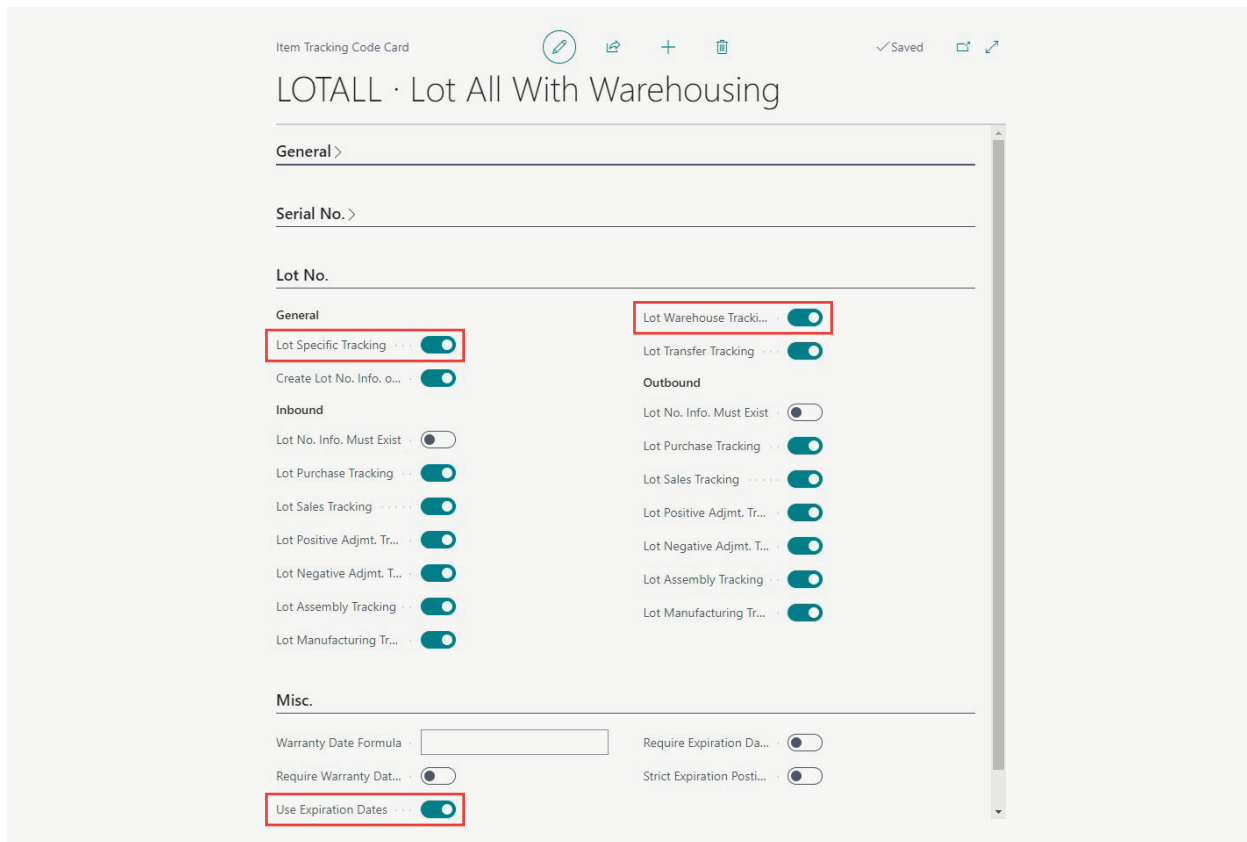 Item Tracking Code Card
Saved
LOTALL · Lot All With Warehousing
General
Serial No.
Lot No.
General
Lot Specific Tracking
Create Lot No. Info. o...
Inbound
Lot No. Info. Must Exist
Lot Purchase Tracking
Lot Sales Tracking
Lot Positive Adjmt. Tr...
Lot Negative Adjmt. T...
Lot Assembly Tracking
Lot Manufacturing Tr...
Lot Warehouse Tracki...
Lot Transfer Tracking
Outbound
Lot No. Info. Must Exist
Lot Purchase Tracking
Lot Sales Tracking
Lot Positive Adjmt. Tr...
Lot Negative Adjmt. T...
Lot Assembly Tracking
Lot Manufacturing Tr...
Misc.
Warranty Date Formula
Require Warranty Dat...
Use Expiration Dates
Require Expiration Da...
Strict Expiration Posti...